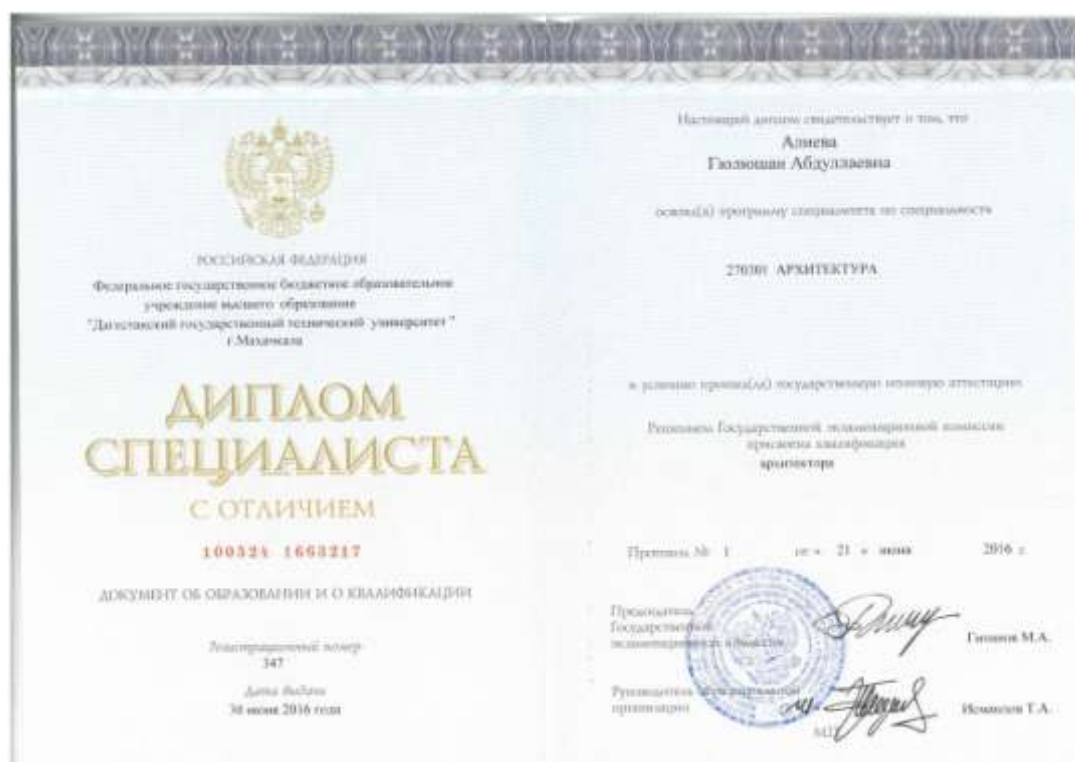 РОССИЙСКАЯ ФЕДЕРАЦИЯ
Федеральное государственное бюджетное образовательное
учреждение высшего образования
"Дагестанский государственный технический университет "
г.Махачкала
ДИПЛОМ
СПЕЦИАЛИСТА
С ОТЛИЧИЕМ
100524 1663217
ДОКУМЕНТ ОБ ОБРАЗОВАНИИ И О КВАЛИФИКАЦИИ
Регистрационный номер
347
Дата выдачи
30 июня 2016 года
Настоящий диплом свидетельствует о том, что
Алиева
Гюлюшан Абдуллаевна
освоил(а) программу специалитета по специальности
270301 АРХИТЕКТУРА
и успешно прошел(ла) государственную итоговую аттестацию
Решением Государственной экзаменационной комиссии
присвоена квалификация
архитектора
Протокол № 1 от « 21 » июня 2016 г.
Председатель
Государственной
экзаменационной комиссии
М.А.
Руководитель образовательной
организации
Исмаилов Т.А.
М.П.